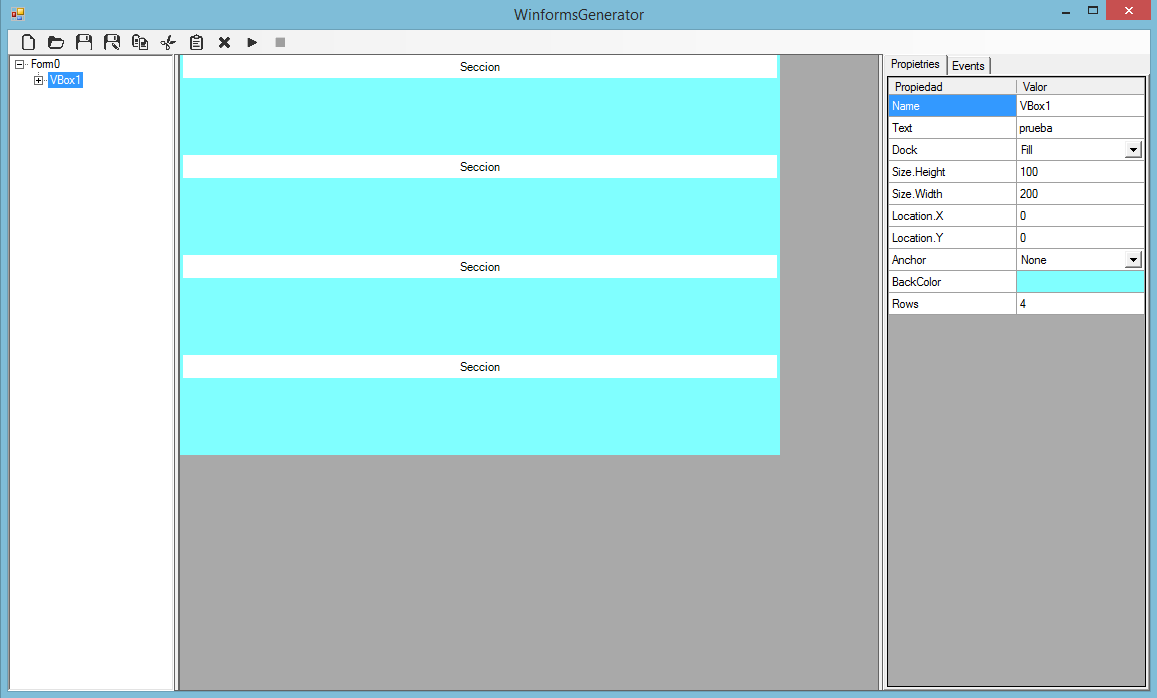 WinformsGenerator
Form0
VBox1
Seccion
Seccion
Seccion
Seccion
Propietries Events
Propiedad Valor
Name VBox1
Text prueba
Dock Fill
Size.Height 100
Size.Width 200
Location.X 0
Location.Y 0
Anchor None
BackColor
Rows 4